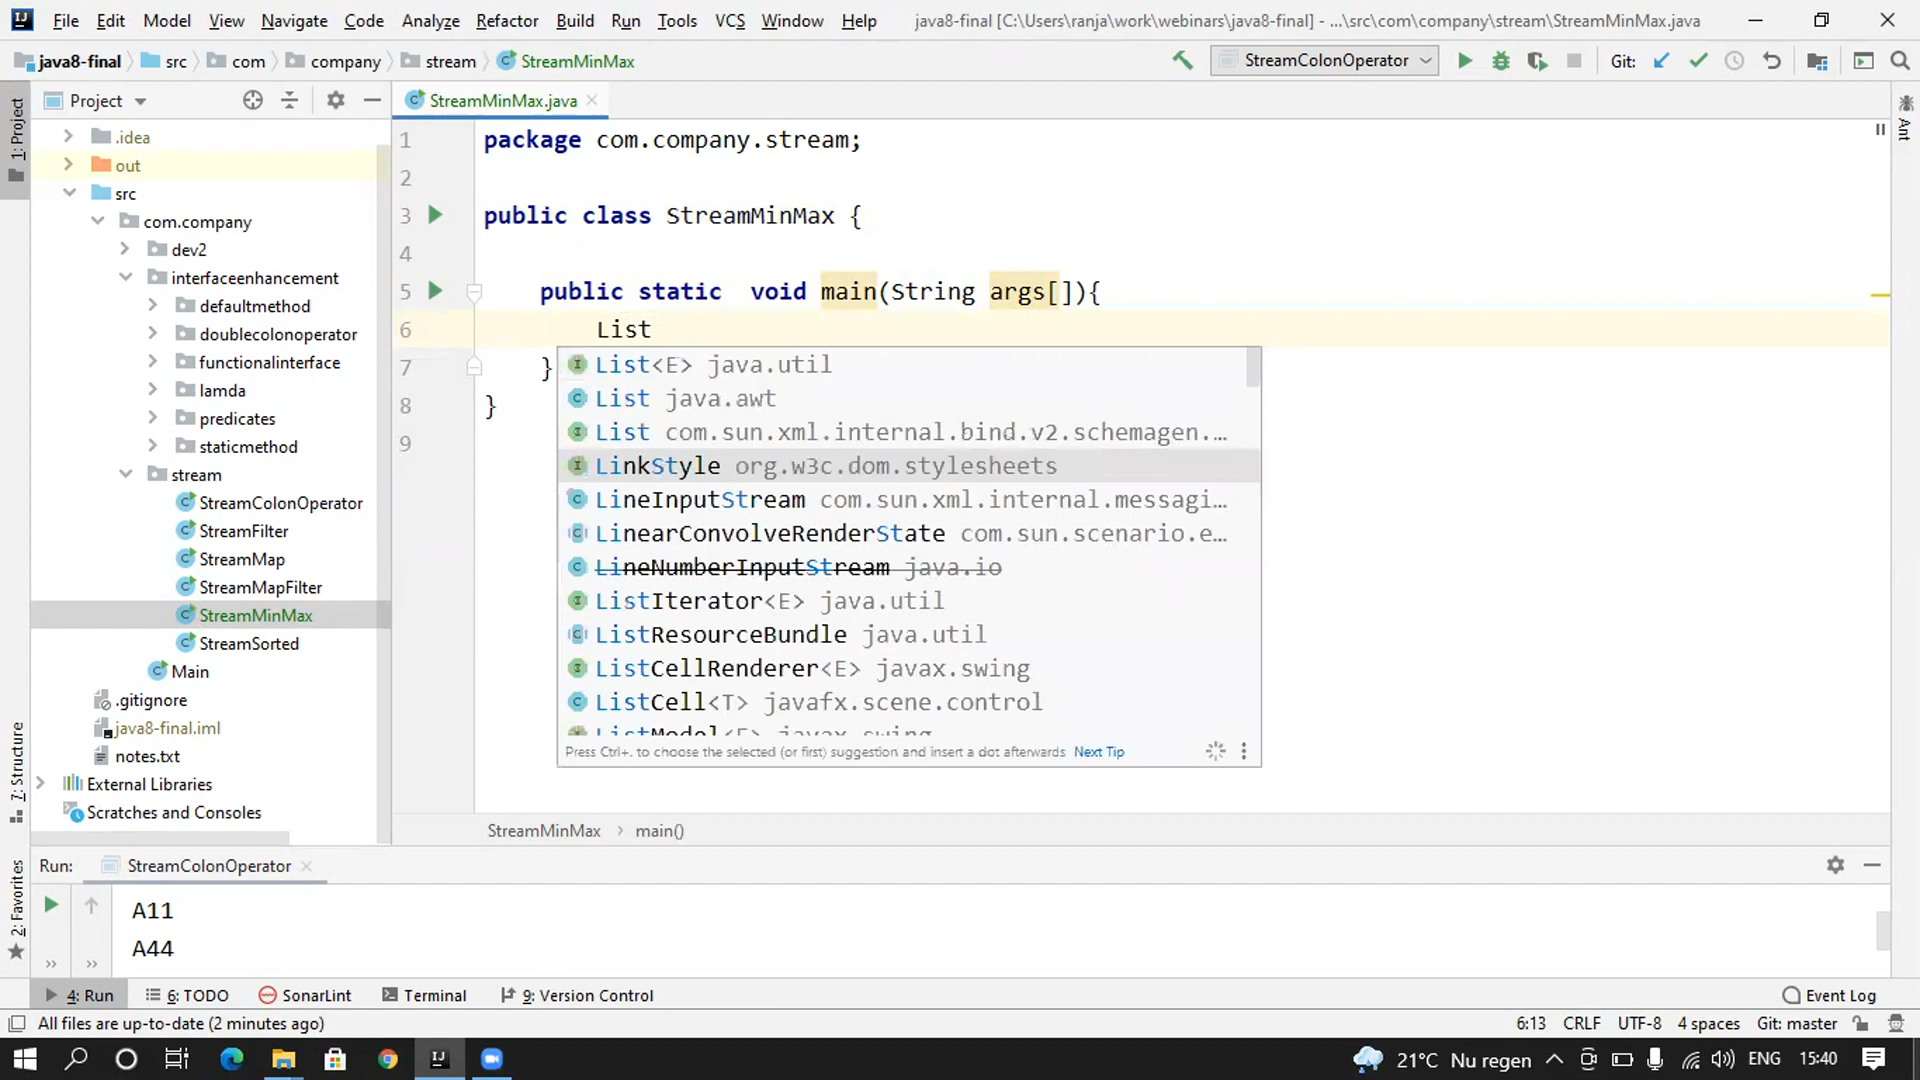 File Edit Model View Navigate Code Analyze Refactor Build Run Tools VCS Window Help java8-final [C:\Users\ranja\work\webinars\java8-final] - ...\src\com\company\stream\StreamMinMax.java
java8-final src com company stream StreamMinMax StreamColonOperator Git:
Project StreamMinMax.java
1: Project
Ant
.idea
out
src
com.company
dev2
interfaceenhancement
defaultmethod
doublecolonoperator
functionalinterface
lamda
predicates
staticmethod
stream
StreamColonOperator
StreamFilter
StreamMap
StreamMapFilter
StreamMinMax
StreamSorted
Main
.gitignore
java8-final.iml
notes.txt
External Libraries
Scratches and Consoles
1 package com.company.stream;
2
3 public class StreamMinMax {
4
5 public static void main(String args[]){
6 List
7 }
8 }
9
List<E> java.util
List java.awt
List com.sun.xml.internal.bind.v2.schemagen....
LinkStyle org.w3c.dom.stylesheets
LineInputStream com.sun.xml.internal.messagi...
LinearConvolveRenderState com.sun.scenario.e...
LineNumberInputStream java.io
ListIterator<E> java.util
ListResourceBundle java.util
ListCellRenderer<E> javax.swing
ListCell<T> javafx.scene.control
ListModel<E> javax.swing
Press Ctrl+. to choose the selected (or first) suggestion and insert a dot afterwards Next Tip
StreamMinMax main()
7: Structure
2: Favorites
Run: StreamColonOperator
A11
A44
4: Run 6: TODO SonarLint Terminal 9: Version Control Event Log
All files are up-to-date (2 minutes ago) 6:13 CRLF UTF-8 4 spaces Git: master
21°C Nu regen ENG 15:40